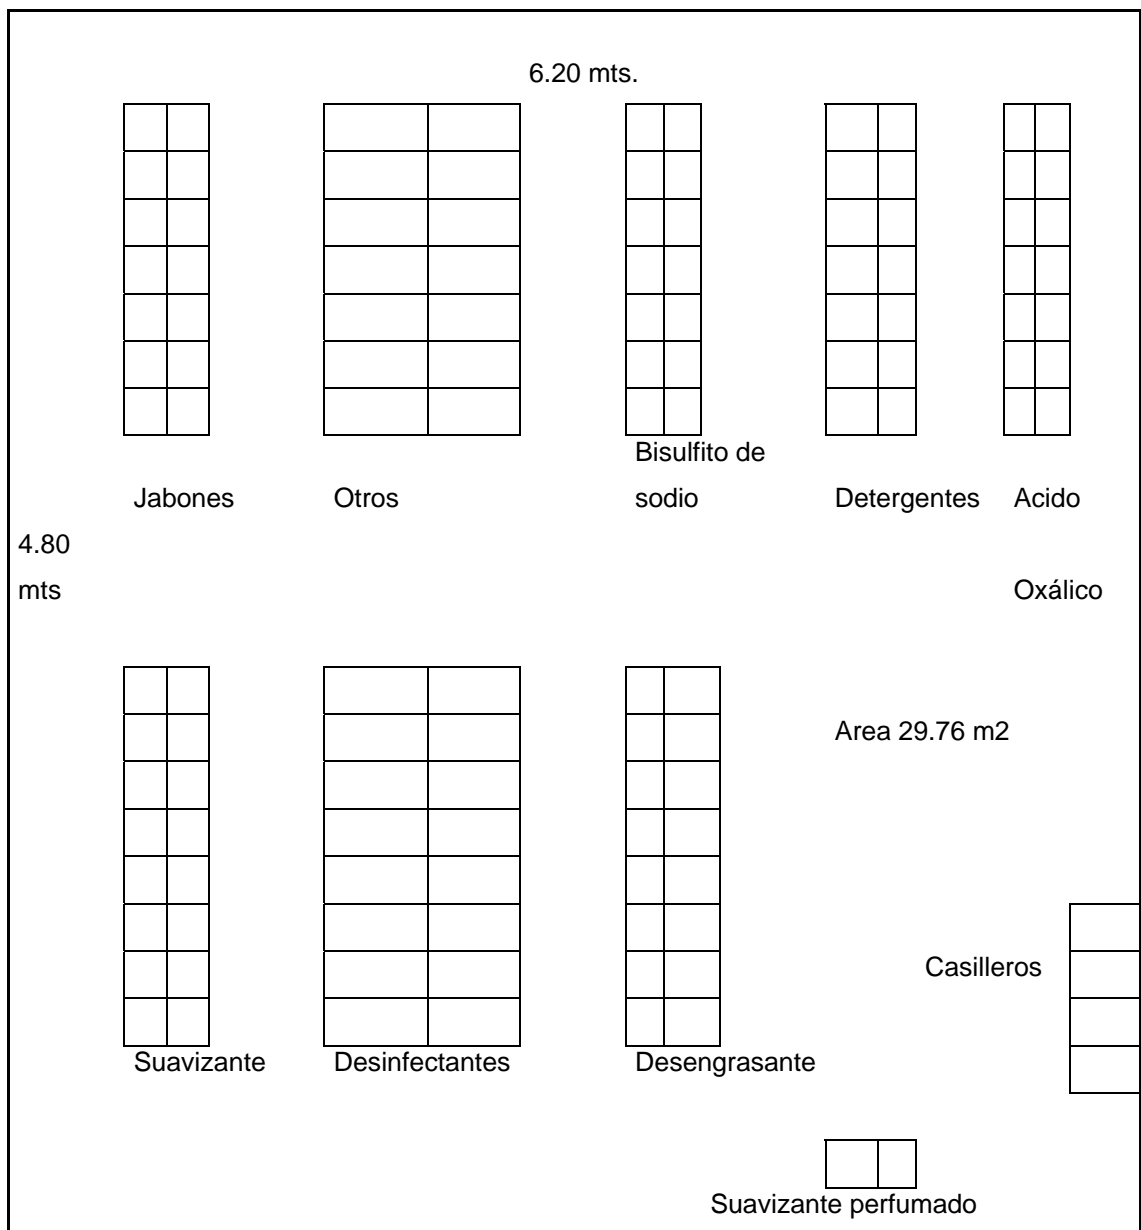 6.20 mts.
Bisulfito de
Jabones Otros sodio Detergentes Acido
4.80
mts Oxálico
Area 29.76 m2
Casilleros
Suavizante Desinfectantes Desengrasante
Suavizante perfumado